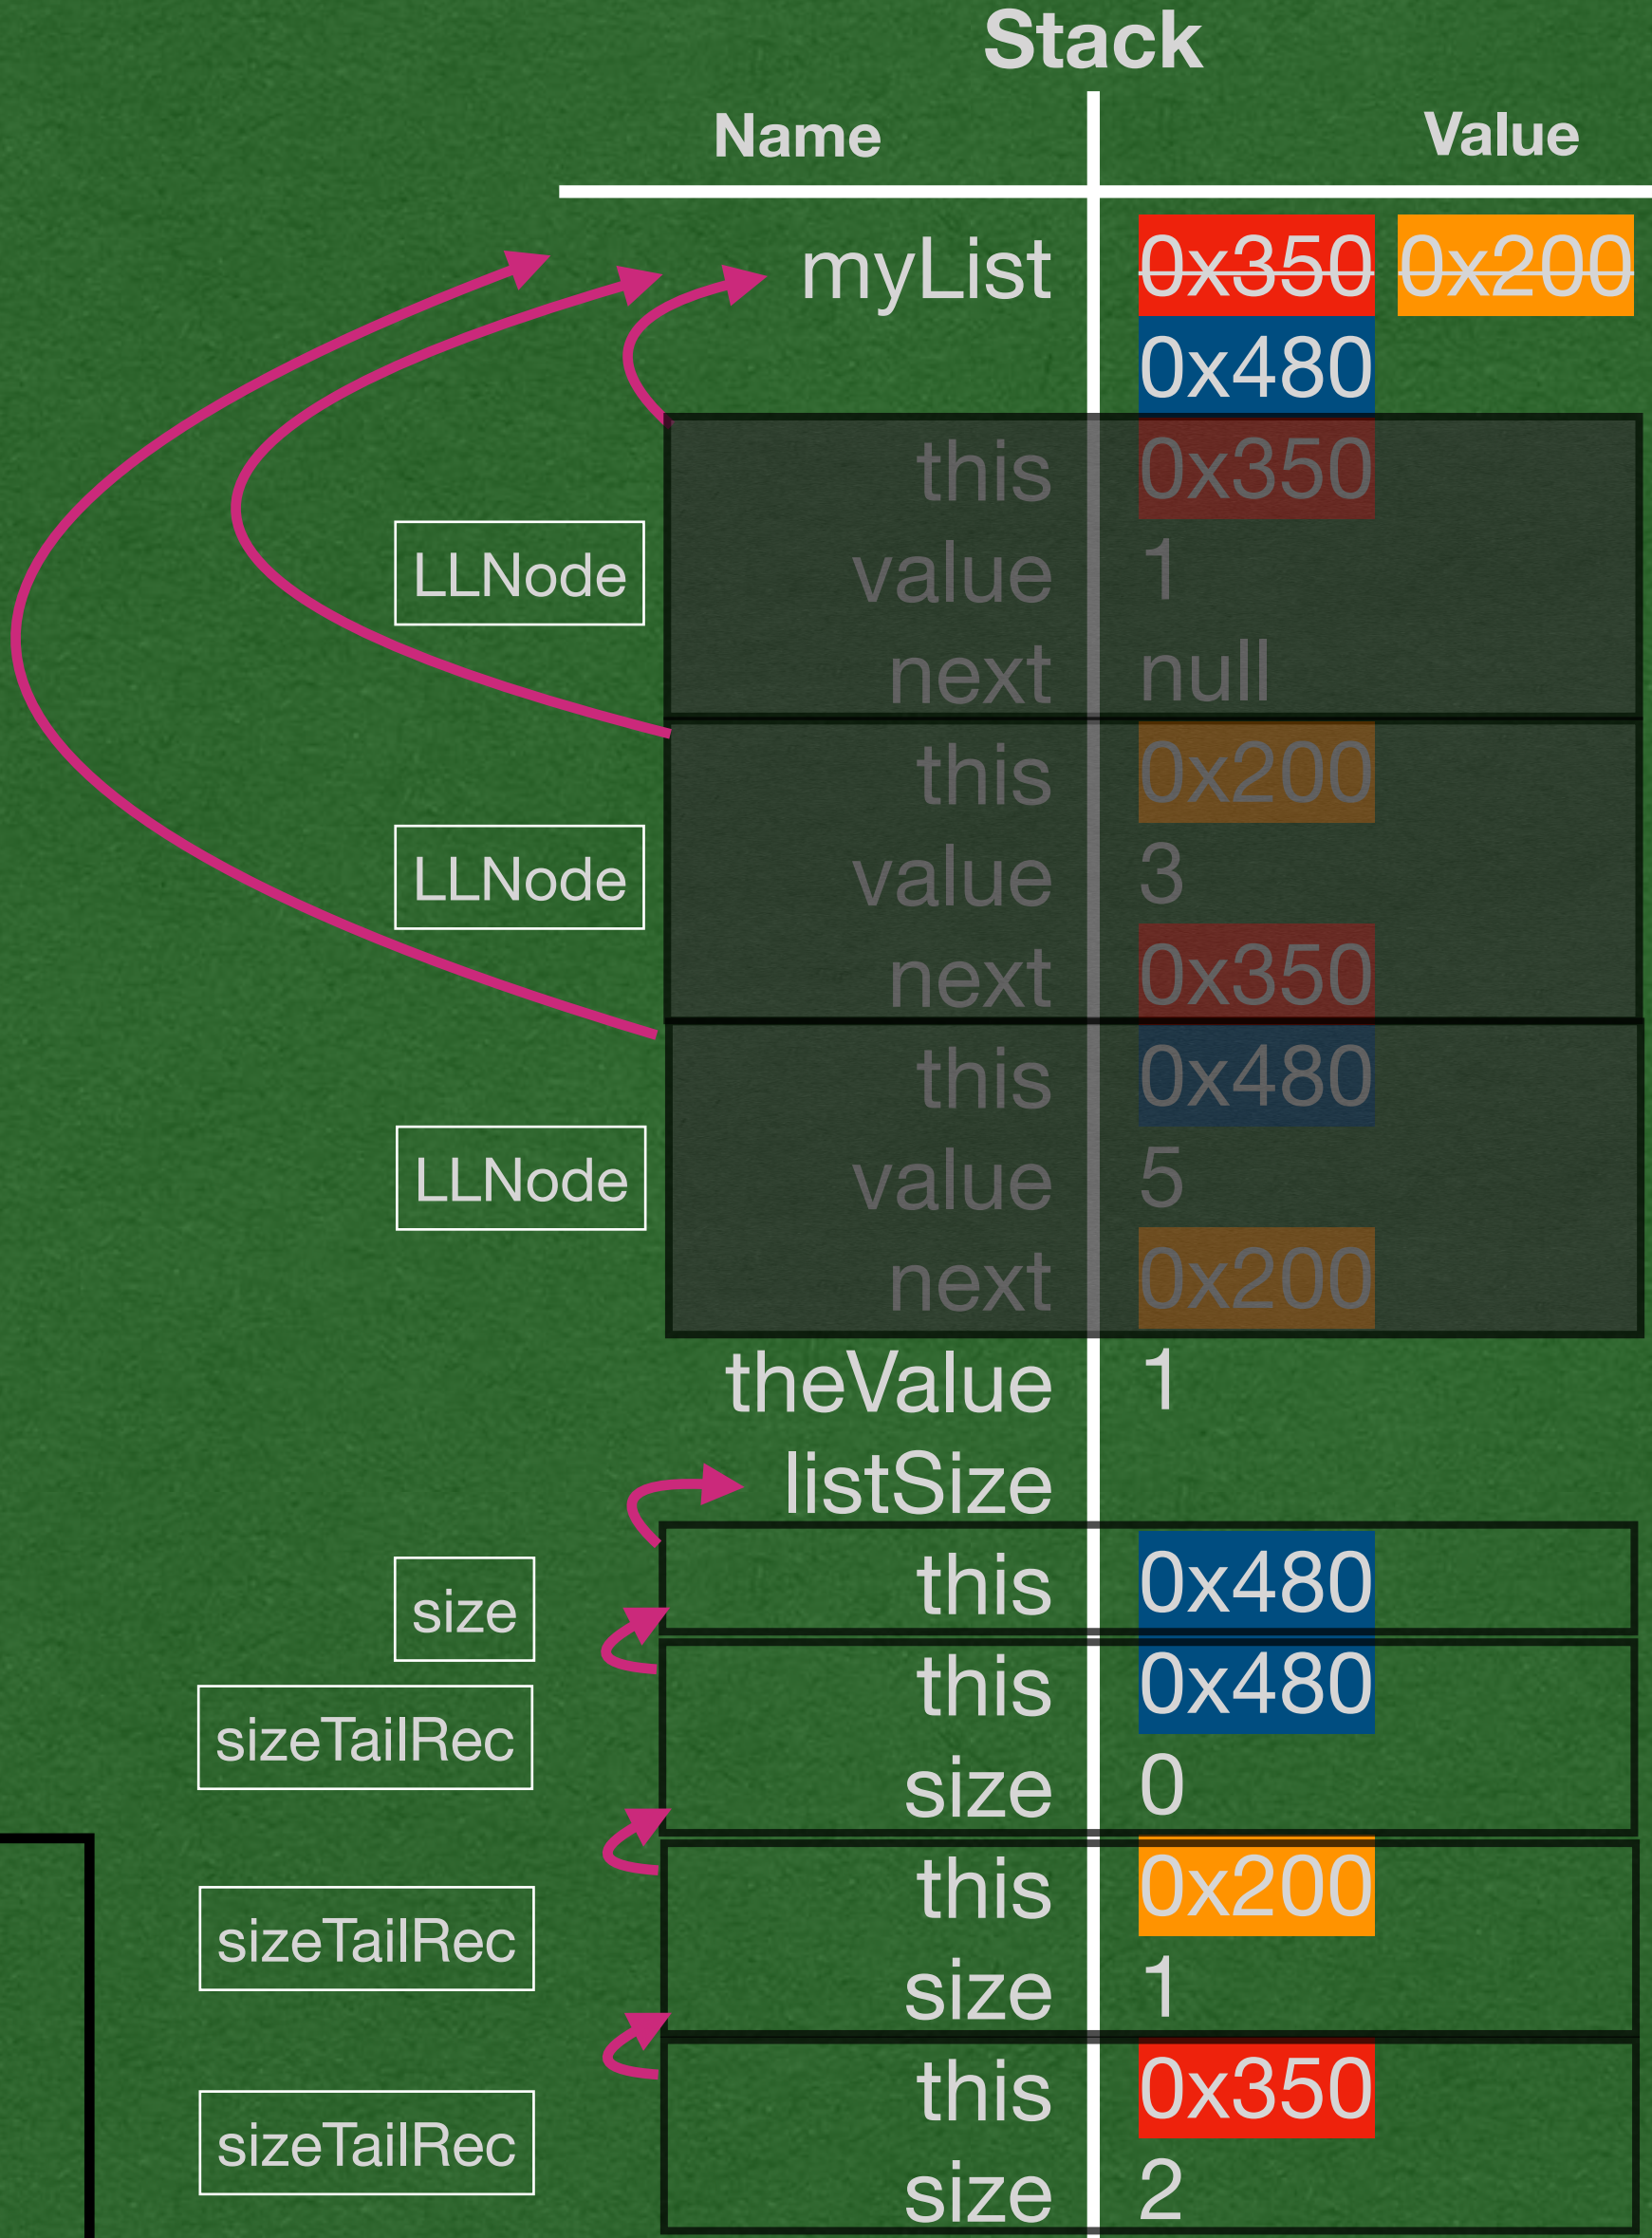 Stack
Name Value
myList 0x350 0x200
0x480
this 0x350
LLNode value 1
next null
this 0x200
LLNode value 3
next 0x350
this 0x480
LLNode value 5
next 0x200
theValue 1
listSize
size this 0x480
this 0x480
sizeTailRec
size 0
this 0x200
sizeTailRec
size 1
this 0x350
sizeTailRec
size 2